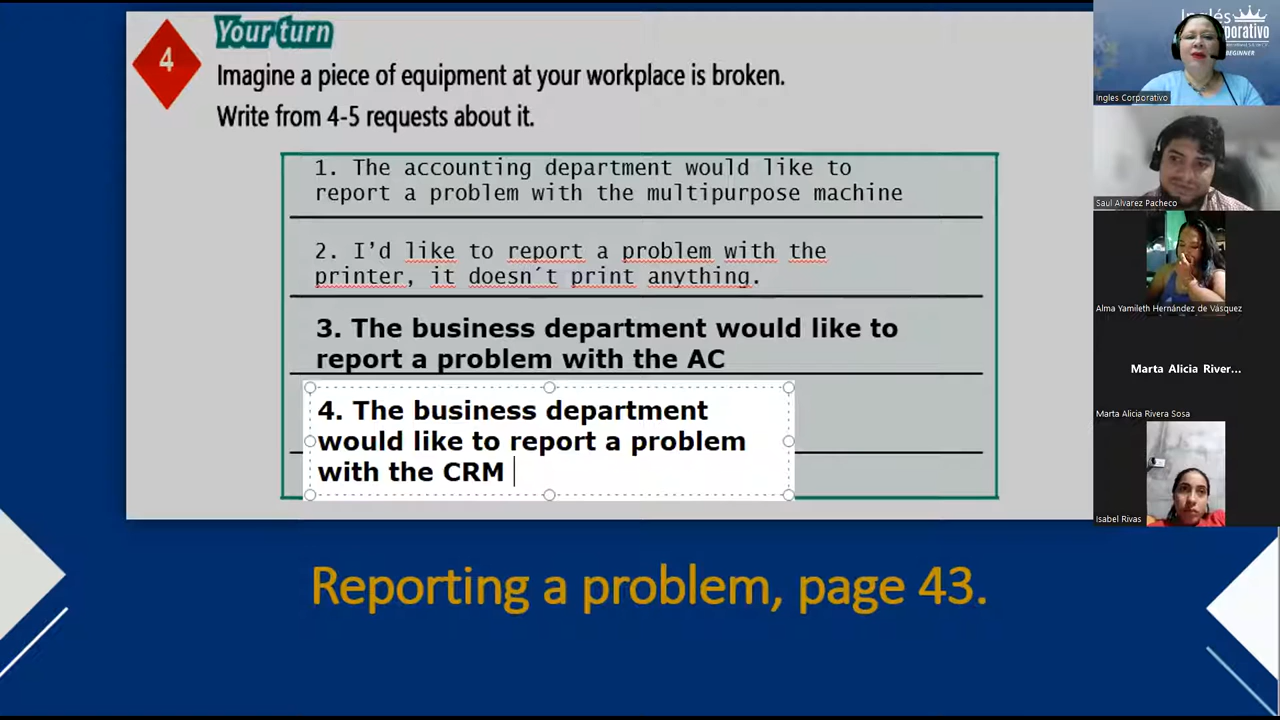 4
Your turn
Imagine a piece of equipment at your workplace is broken.
Write from 4-5 requests about it.
1. The accounting department would like to
report a problem with the multipurpose machine
2. I’d like to report a problem with the
printer, it doesn´t print anything.
3. The business department would like to
report a problem with the AC
4. The business department
would like to report a problem
with the CRM
Reporting a problem, page 43.
Inglés
BEGINNER
Ingles Corporativo
Saul Alvarez Pacheco
Alma Yamileth Hernández de Vásquez
Marta Alicia River...
Marta Alicia Rivera Sosa
Isabel Rivas